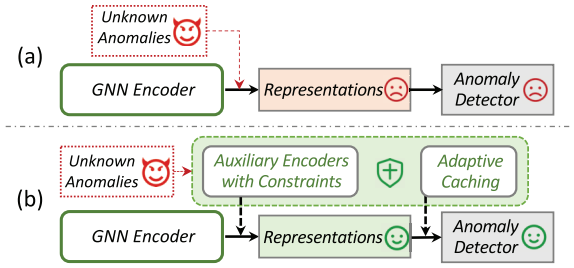 Unknown
Anomalies
(a)
GNN Encoder
Representations
Anomaly
Detector
Unknown
Anomalies
Auxiliary Encoders
with Constraints
Adaptive
Caching
(b)
GNN Encoder
Representations
Anomaly
Detector